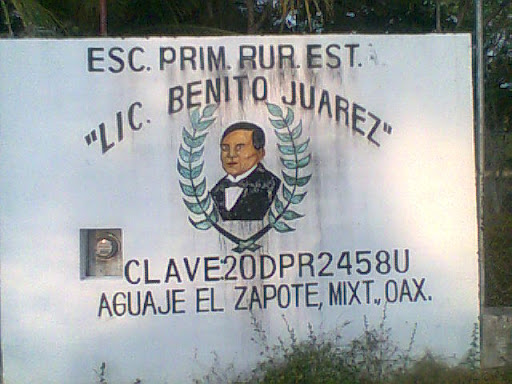 ESC. PRIM. RUR. EST.
"LIC. BENITO JUAREZ"
CLAVE20DPR2458U
AGUAJE EL ZAPOTE, MIXT., OAX.